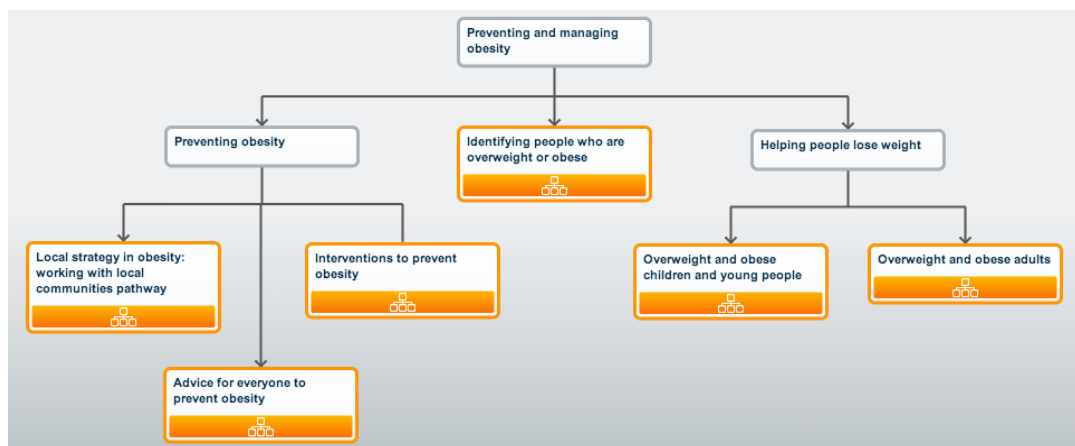 Preventing and managing
obesity
Preventing obesity
Identifying people who are
overweight or obese
Helping people lose weight
Local strategy in obesity:
working with local
communities pathway
Interventions to prevent
obesity
Overweight and obese
children and young people
Overweight and obese adults
Advice for everyone to
prevent obesity